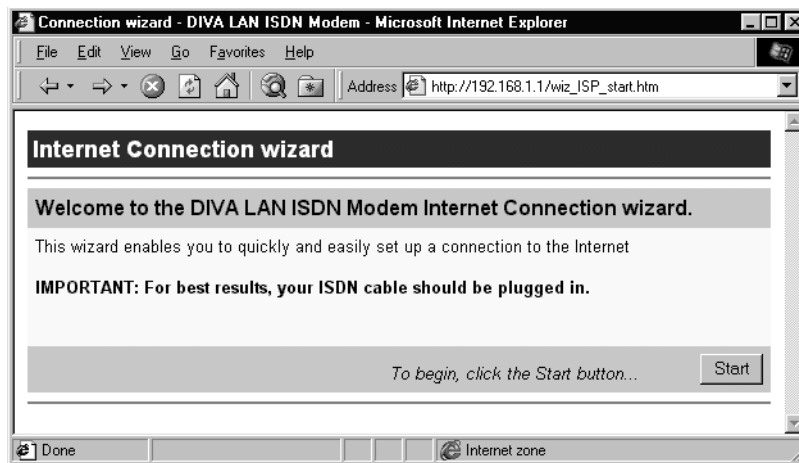 Connection wizard - DIVA LAN ISDN Modem - Microsoft Internet Explorer
File Edit View Go Favorites Help
Address http://192.168.1.1/wiz_ISP_start.htm
Internet Connection wizard
Welcome to the DIVA LAN ISDN Modem Internet Connection wizard.
This wizard enables you to quickly and easily set up a connection to the Internet
IMPORTANT: For best results, your ISDN cable should be plugged in.
To begin, click the Start button... Start
Done Internet zone